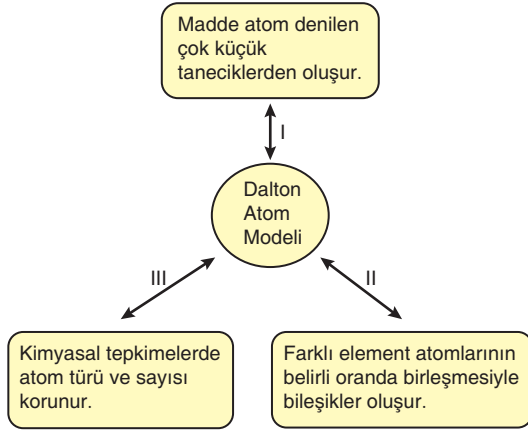 Madde atom denilen
çok küçük
taneciklerden oluşur.
I
Dalton
Atom
Modeli
III
II
Kimyasal tepkimelerde
atom türü ve sayısı
korunur.
Farklı element atomlarının
belirli oranda birleşmesiyle
bileşikler oluşur.